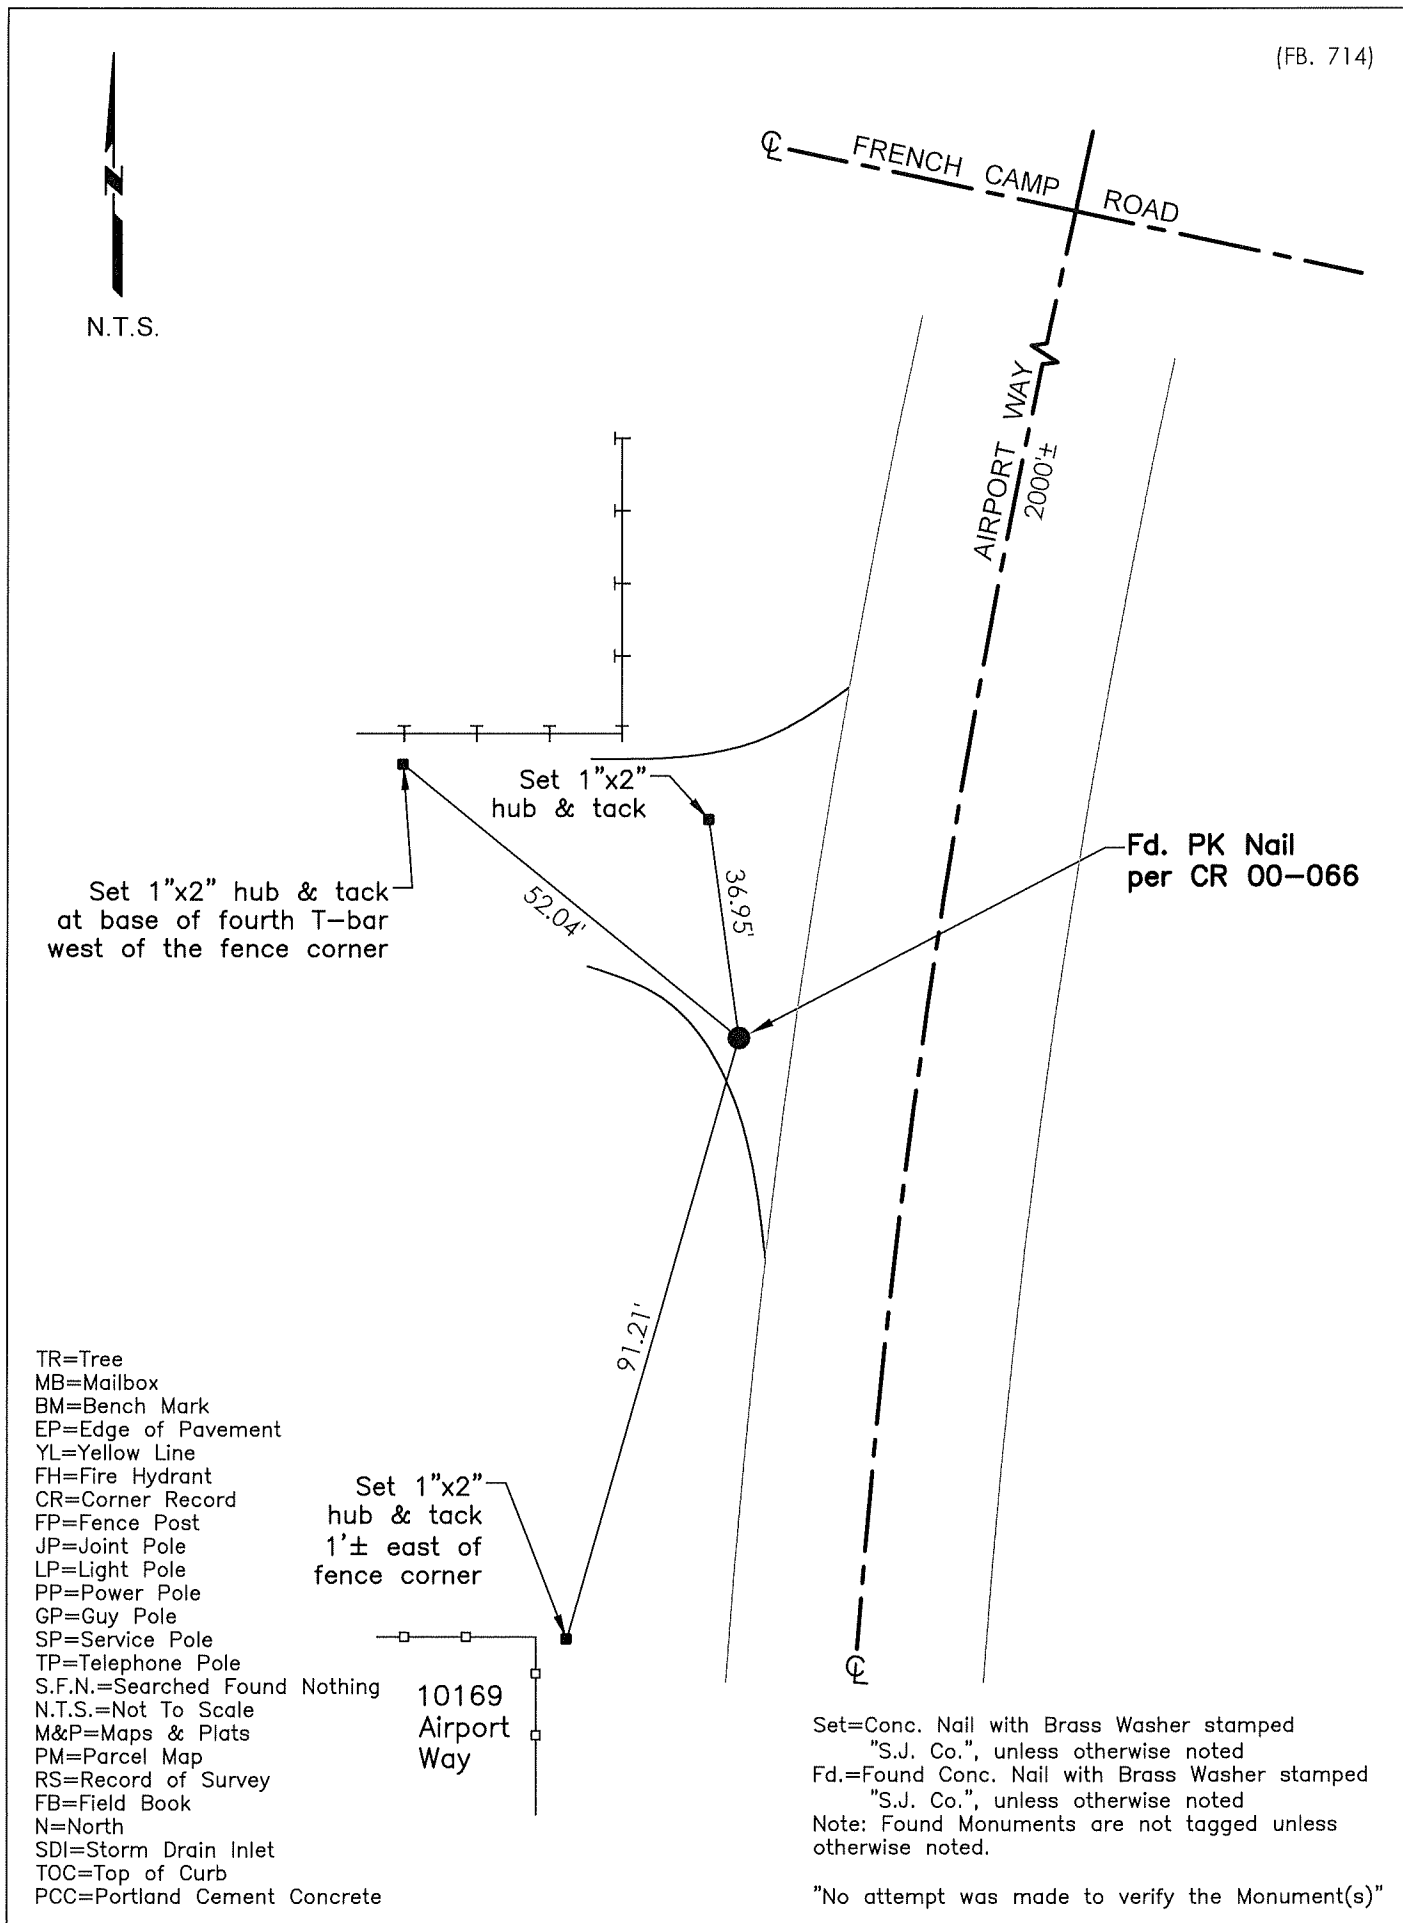 (FB. 714)
N
N.T.S.
℄ FRENCH CAMP ROAD
AIRPORT WAY
2000'±
Set 1"x2"
hub & tack
Fd. PK Nail
per CR 00-066
Set 1"x2" hub & tack
at base of fourth T-bar
west of the fence corner
52.04'
36.95'
91.21'
Set 1"x2"
hub & tack
1'± east of
fence corner
℄
10169
Airport
Way
TR=Tree
MB=Mailbox
BM=Bench Mark
EP=Edge of Pavement
YL=Yellow Line
FH=Fire Hydrant
CR=Corner Record
FP=Fence Post
JP=Joint Pole
LP=Light Pole
PP=Power Pole
GP=Guy Pole
SP=Service Pole
TP=Telephone Pole
S.F.N.=Searched Found Nothing
N.T.S.=Not To Scale
M&P=Maps & Plats
PM=Parcel Map
RS=Record of Survey
FB=Field Book
N=North
SDI=Storm Drain Inlet
TOC=Top of Curb
PCC=Portland Cement Concrete
Set=Conc. Nail with Brass Washer stamped
"S.J. Co.", unless otherwise noted
Fd.=Found Conc. Nail with Brass Washer stamped
"S.J. Co.", unless otherwise noted
Note: Found Monuments are not tagged unless
otherwise noted.
"No attempt was made to verify the Monument(s)"